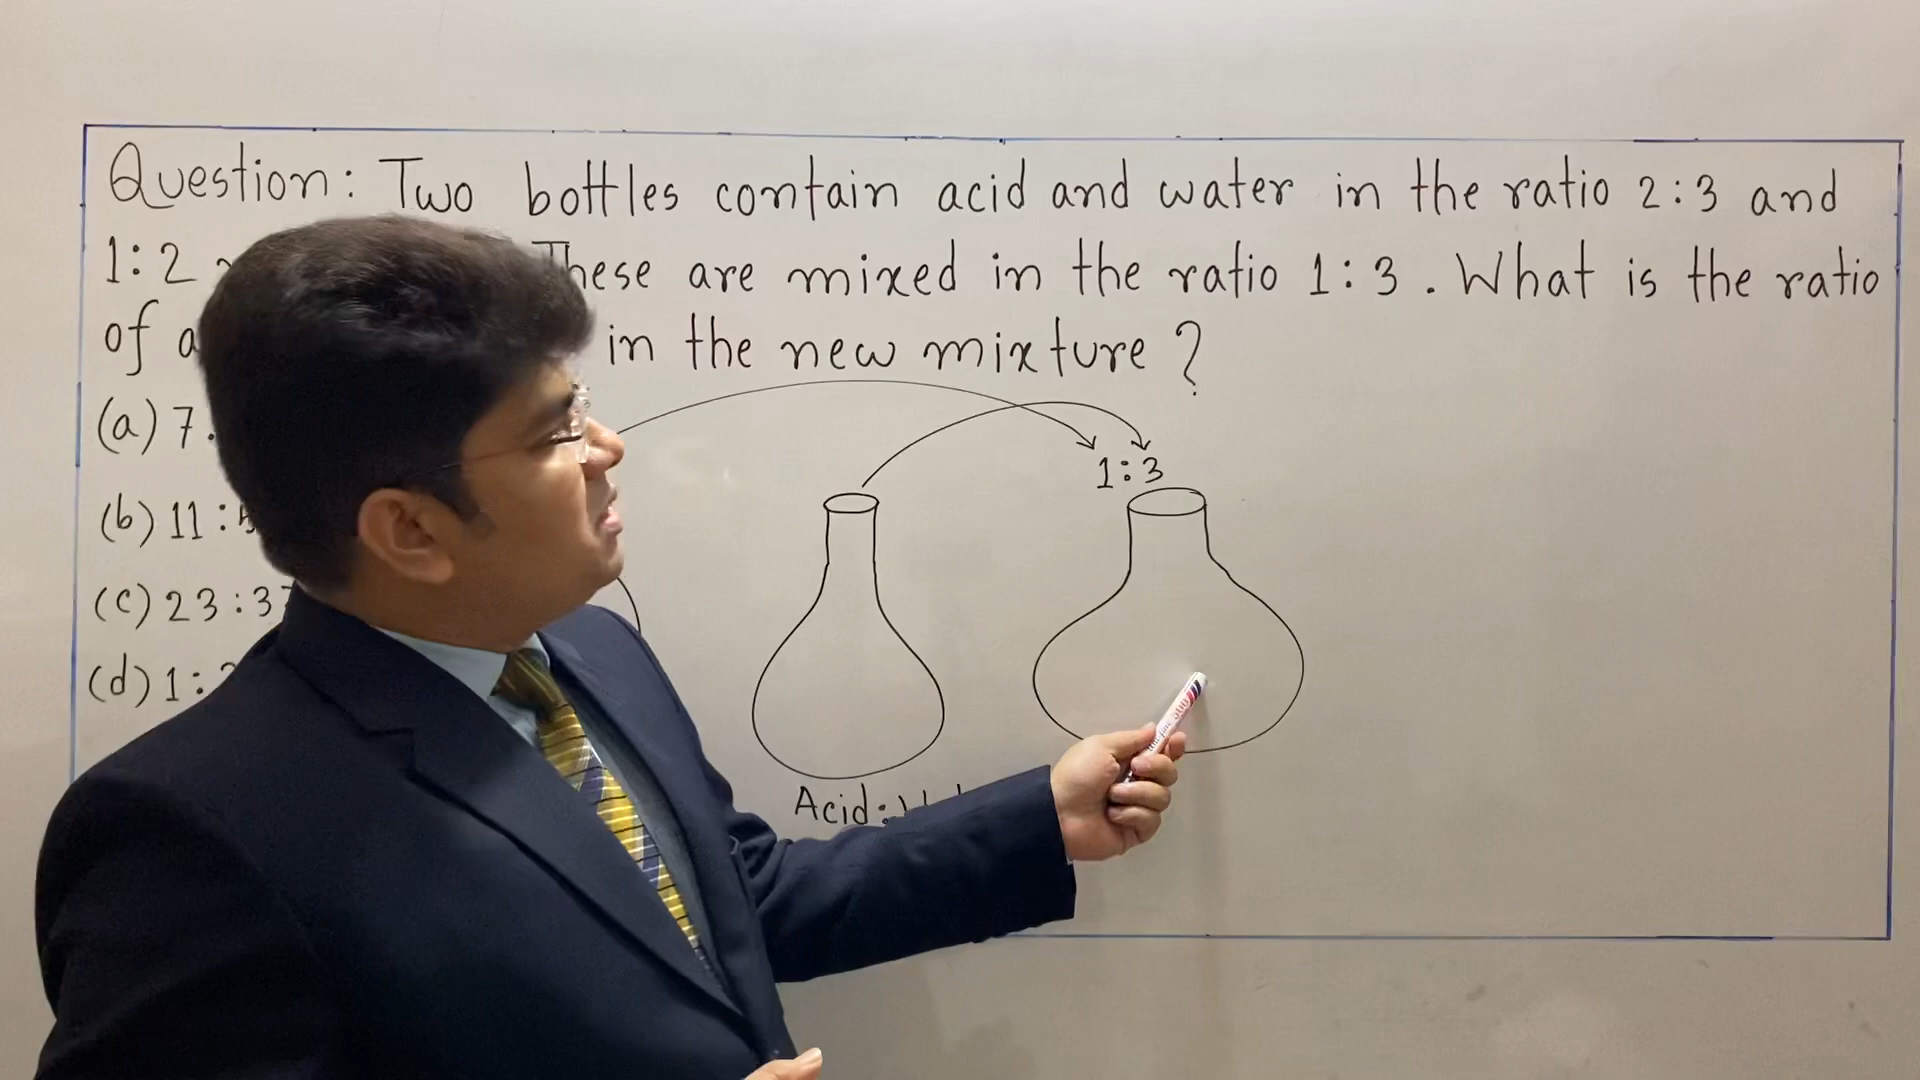 Question: Two bottles contain acid and water in the ratio 2:3 and
1:2 These are mixed in the ratio 1:3. What is the ratio
of in the new mixture?
(a) 7
(b) 11:5
(c) 23:37
(d) 1:
1:3
Acid: